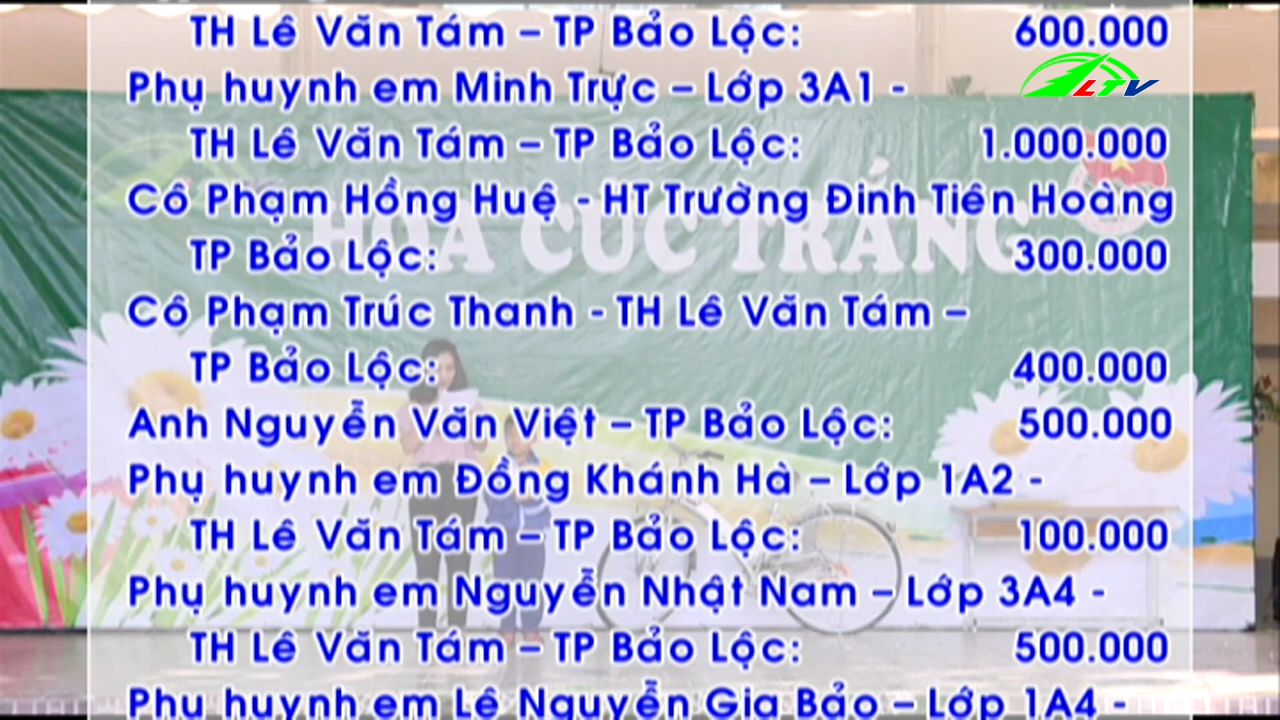 TH Lê Văn Tám – TP Bảo Lộc: 600.000
LTV
Phụ huynh em Minh Trực – Lớp 3A1 -
TH Lê Văn Tám – TP Bảo Lộc: 1.000.000
Cô Phạm Hồng Huệ - HT Trường Đinh Tiên Hoàng
HOA CÚC TRẮNG
TP Bảo Lộc: 300.000
Cô Phạm Trúc Thanh - TH Lê Văn Tám –
TP Bảo Lộc: 400.000
Anh Nguyễn Văn Việt – TP Bảo Lộc: 500.000
Phụ huynh em Đồng Khánh Hà – Lớp 1A2 -
TH Lê Văn Tám – TP Bảo Lộc: 100.000
Phụ huynh em Nguyễn Nhật Nam – Lớp 3A4 -
TH Lê Văn Tám – TP Bảo Lộc: 500.000
Phụ huynh em Lê Nguyễn Gia Bảo – Lớp 1A4 -